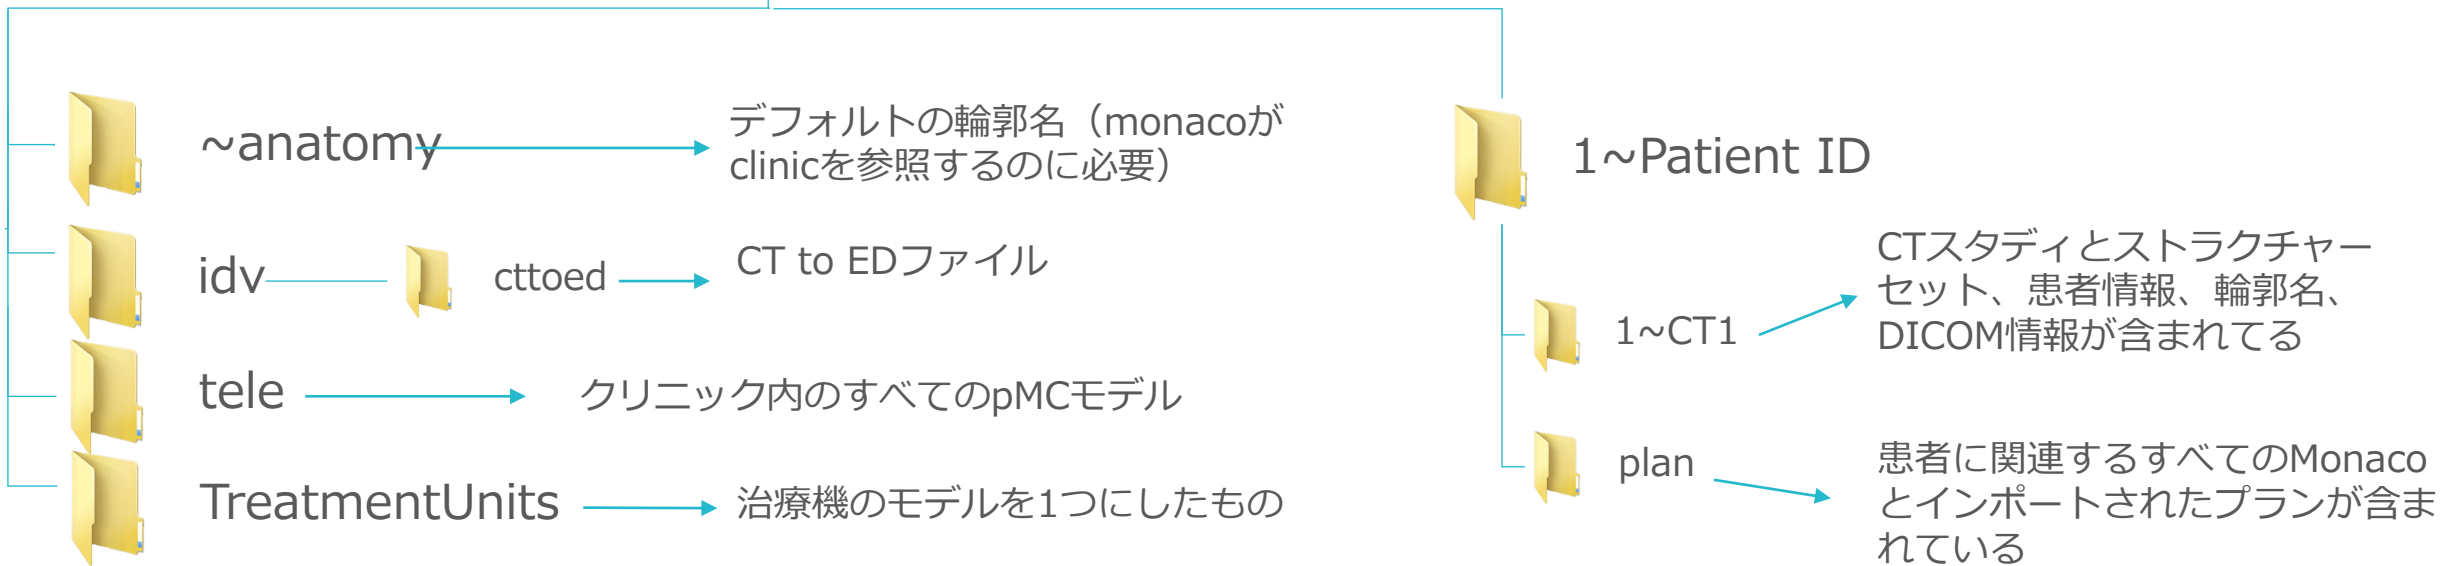 ~anatomy
デフォルトの輪郭名（monacoが
clinicを参照するのに必要）
idv
cttoed
CT to EDファイル
tele
クリニック内のすべてのpMCモデル
TreatmentUnits
治療機のモデルを1つにしたもの
1~Patient ID
1~CT1
CTスタディとストラクチャー
セット、患者情報、輪郭名、
DICOM情報が含まれてる
plan
患者に関連するすべてのMonaco
とインポートされたプランが含ま
れている